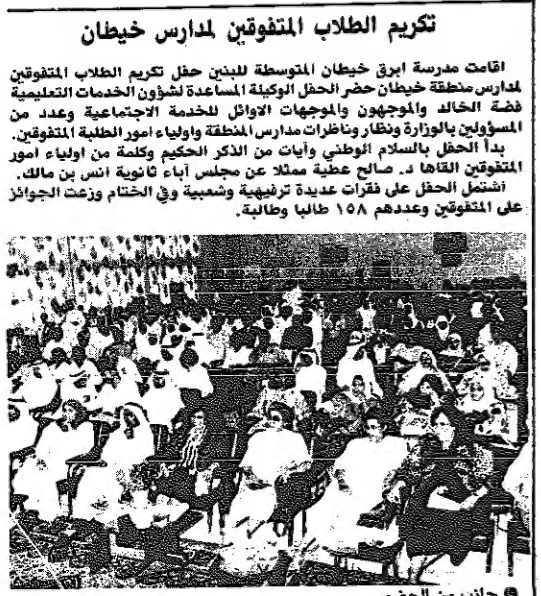 تكريم الطلاب المتفوقين لمدارس خيطان
اقامت مدرسة ابرق خيطان المتوسطة للبنين حفل تكريم الطلاب المتفوقين
لمدارس منطقة خيطان حضر الحفل الوكيلة المساعدة لشؤون الخدمات التعليمية
فضة الخالد والموجهون والموجهات الاوائل للخدمة الاجتماعية وعدد من
المسؤولين بالوزارة ونظار وناظرات مدارس المنطقة واولياء امور الطلبة المتفوقين.
بدأ الحفل بالسلام الوطني وآيات من الذكر الحكيم وكلمة من اولياء امور
المتفوقين القاها د. صالح عطية ممثلا عن مجلس آباء ثانوية انس بن مالك.
اشتمل الحفل على فقرات عديدة ترفيهية وشعبية وفي الختام وزعت الجوائز
على المتفوقين وعددهم ١٥٨ طالبا وطالبة.
جانب من الحضور